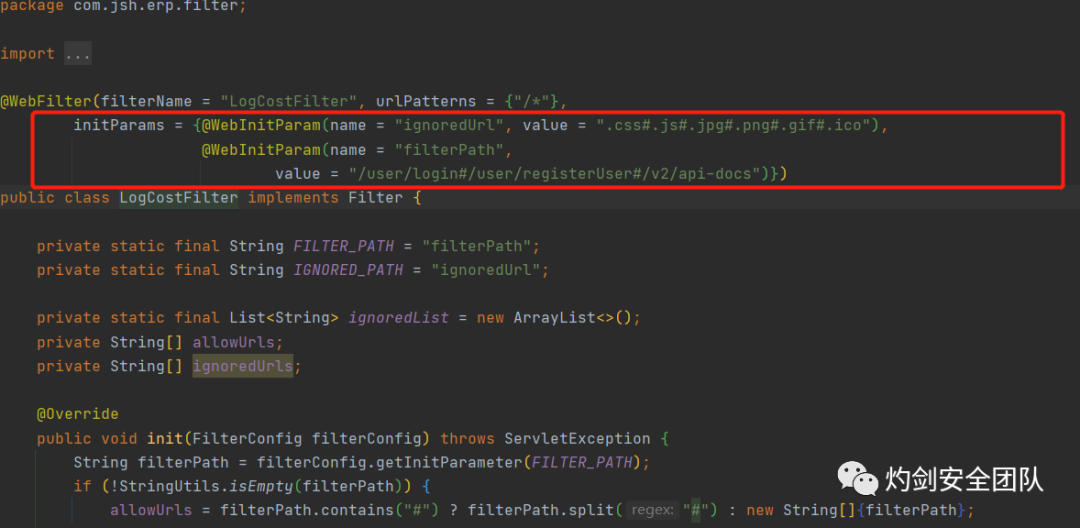 package com.jsh.erp.filter;
import ...
@WebFilter(filterName = "LogCostFilter", urlPatterns = {"/*"},
initParams = {@WebInitParam(name = "ignoredUrl", value = ".css#.js#.jpg#.png#.gif#.ico"),
@WebInitParam(name = "filterPath",
value = "/user/login#/user/registerUser#/v2/api-docs")})
public class LogCostFilter implements Filter {
private static final String FILTER_PATH = "filterPath";
private static final String IGNORED_PATH = "ignoredUrl";
private static final List<String> ignoredList = new ArrayList<>();
private String[] allowUrls;
private String[] ignoredUrls;
@Override
public void init(FilterConfig filterConfig) throws ServletException {
String filterPath = filterConfig.getInitParameter(FILTER_PATH);
if (!StringUtils.isEmpty(filterPath)) {
allowUrls = filterPath.contains("#") ? filterPath.split( regex: "#") : new String[]{filterPath};
灼剑安全团队